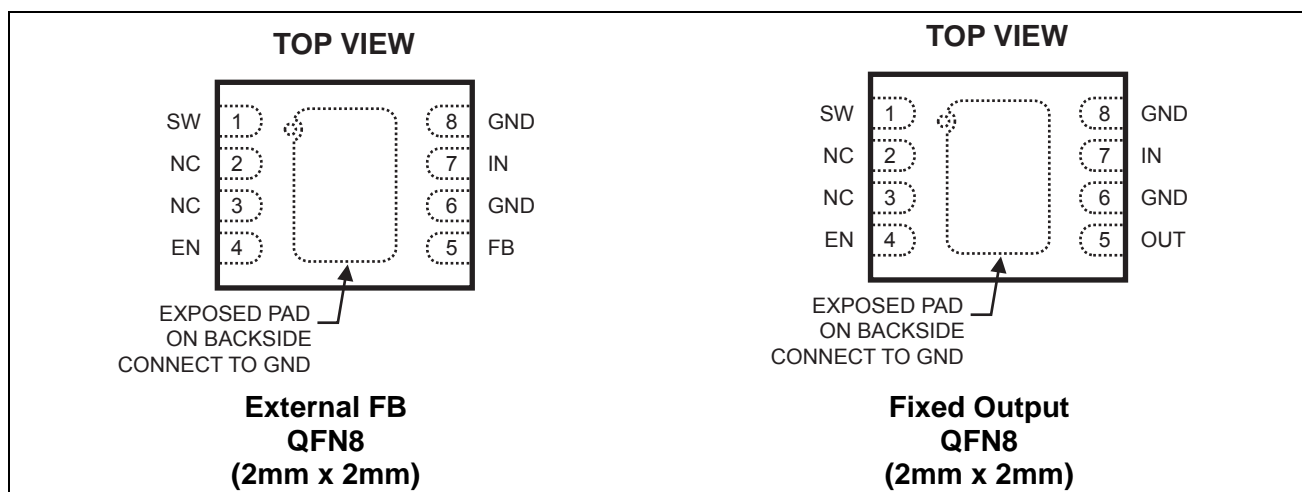 TOP VIEW
SW 1 8 GND
NC 2 7 IN
NC 3 6 GND
EN 4 5 FB
EXPOSED PAD
ON BACKSIDE
CONNECT TO GND
External FB
QFN8
(2mm x 2mm)
TOP VIEW
SW 1 8 GND
NC 2 7 IN
NC 3 6 GND
EN 4 5 OUT
EXPOSED PAD
ON BACKSIDE
CONNECT TO GND
Fixed Output
QFN8
(2mm x 2mm)